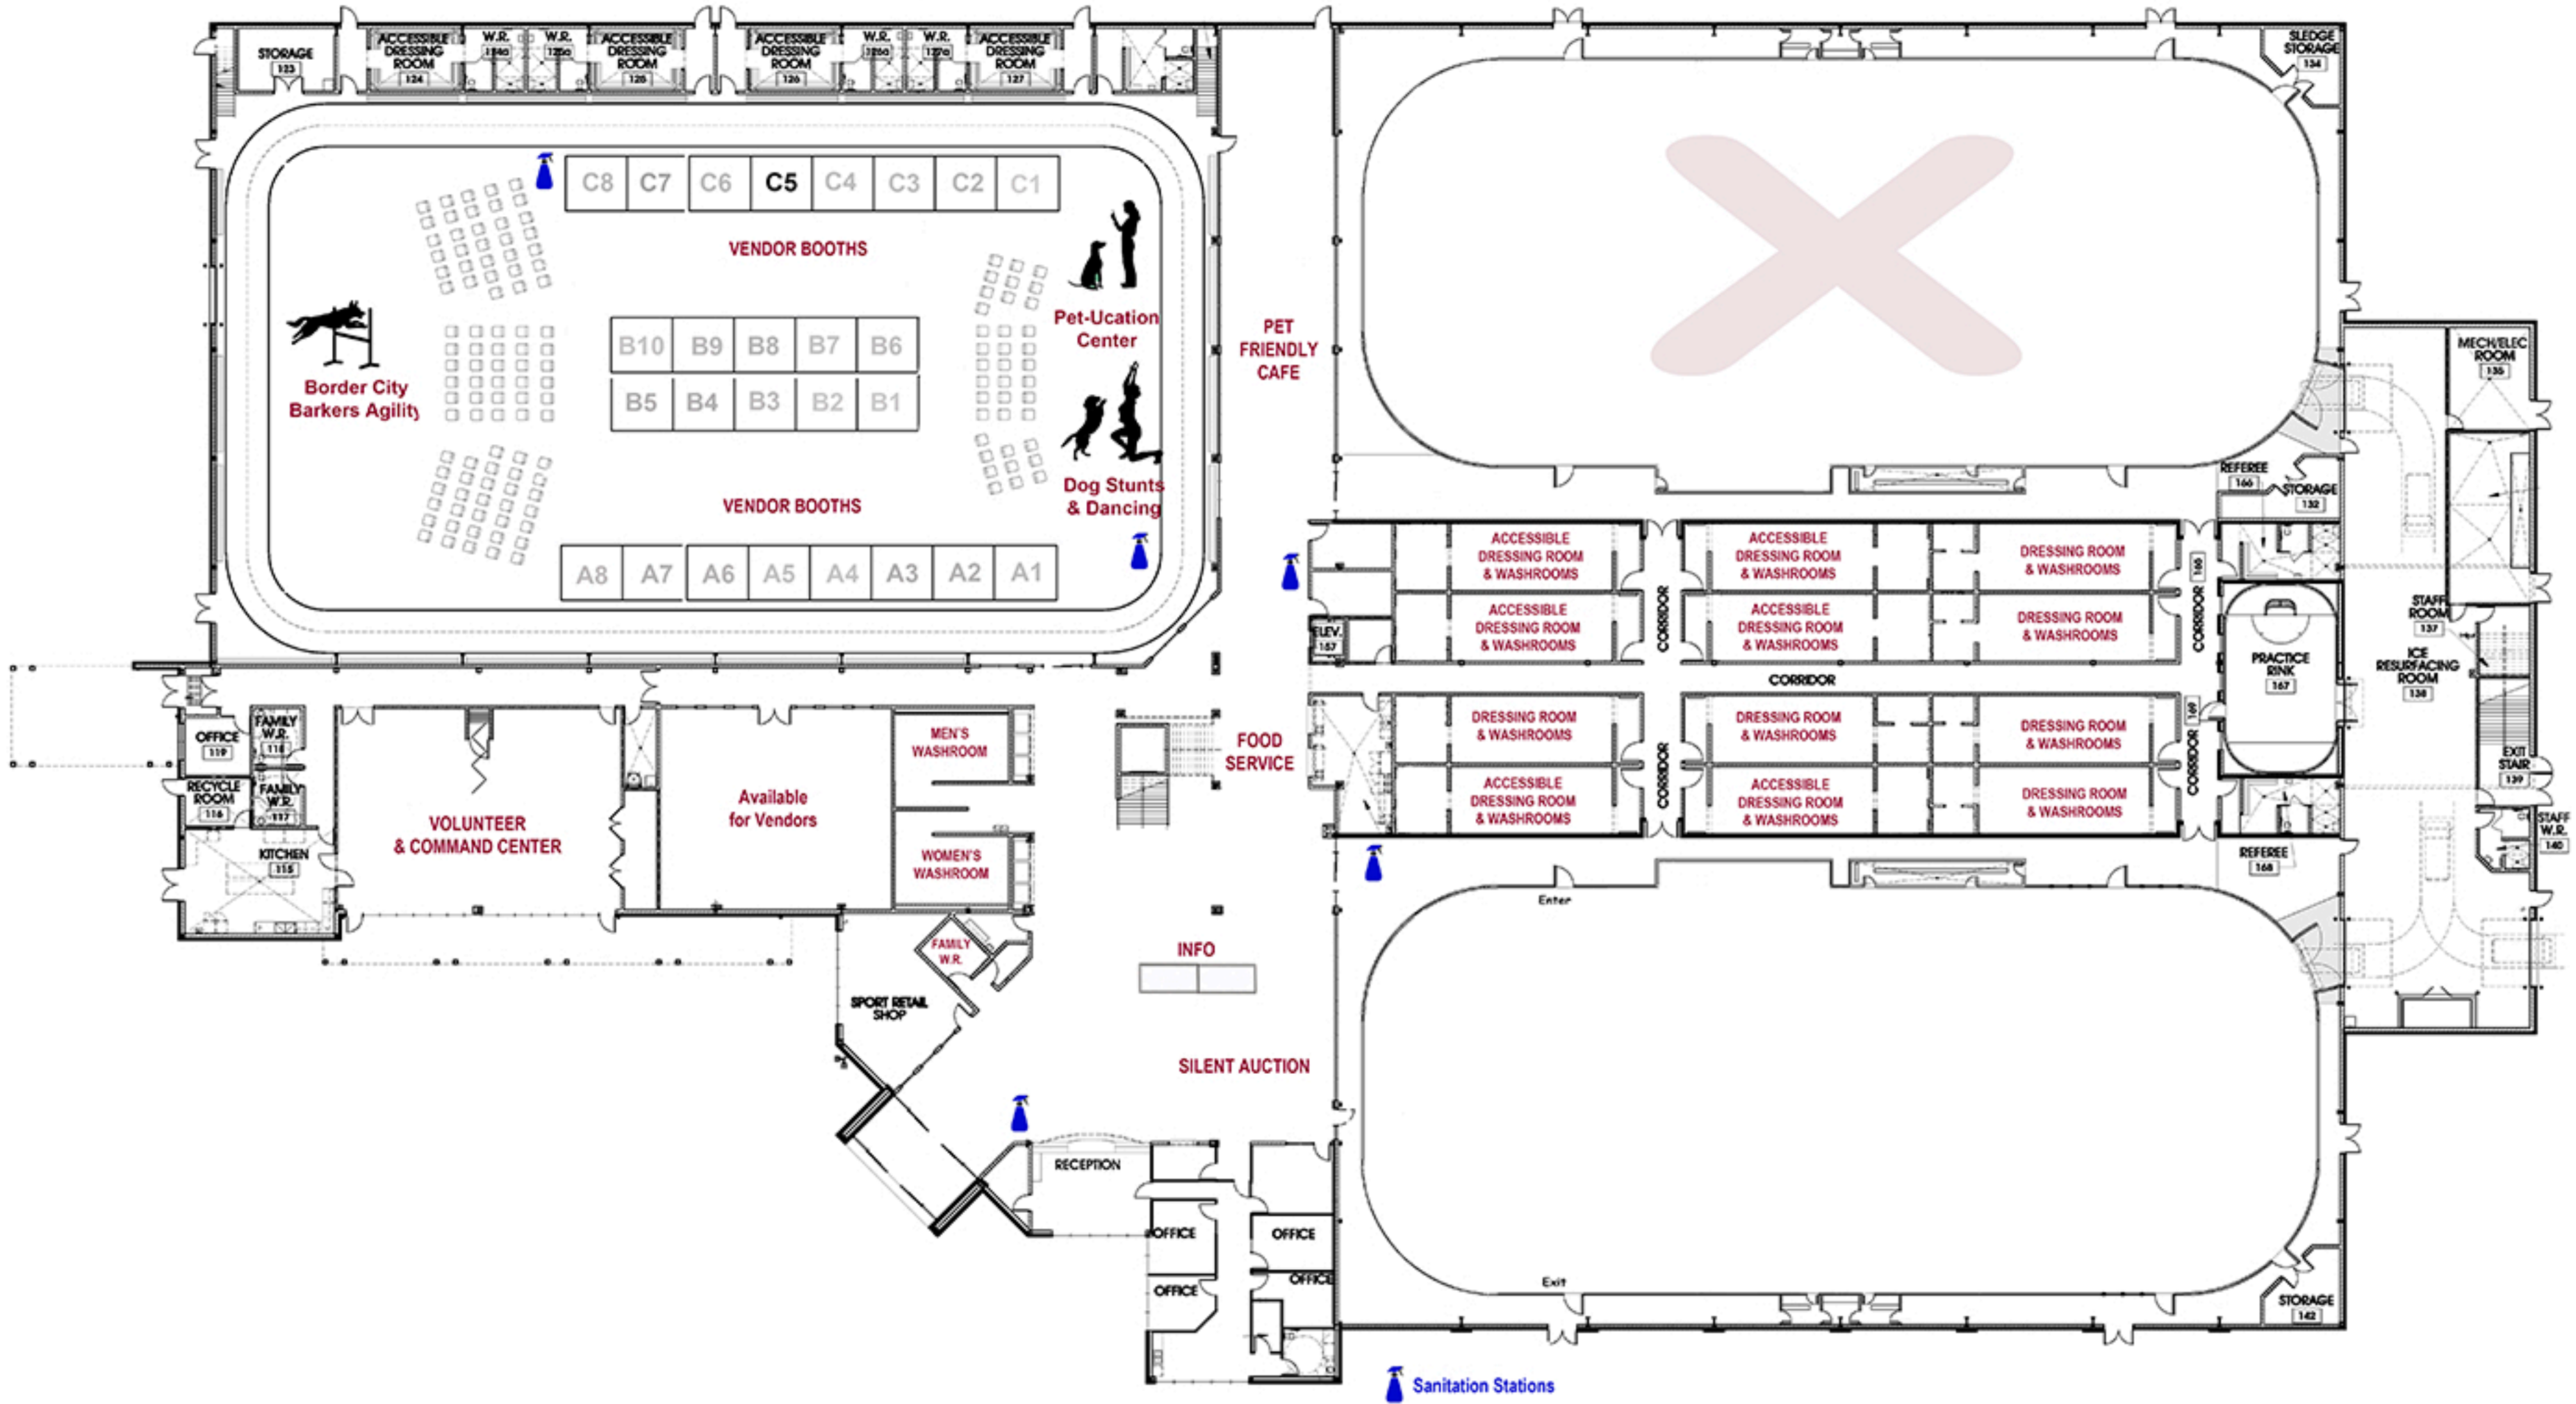 STORAGE
123
ACCESSIBLE
DRESSING
ROOM
124
W.R.
124a
W.R.
125a
ACCESSIBLE
DRESSING
ROOM
125
ACCESSIBLE
DRESSING
ROOM
126
W.R.
126a
W.R.
127a
ACCESSIBLE
DRESSING
ROOM
127
SLEDGE
STORAGE
134
C8 C7 C6 C5 C4 C3 C2 C1
VENDOR BOOTHS
Pet-Ucation
Center
Border City
Barkers Agility
B10 B9 B8 B7 B6
B5 B4 B3 B2 B1
PET
FRIENDLY
CAFE
MECH/ELEC
ROOM
135
Dog Stunts
& Dancing
VENDOR BOOTHS
A8 A7 A6 A5 A4 A3 A2 A1
REFEREE
166
STORAGE
132
ACCESSIBLE
DRESSING ROOM
& WASHROOMS
ACCESSIBLE
DRESSING ROOM
& WASHROOMS
DRESSING ROOM
& WASHROOMS
165
CORRIDOR
CORRIDOR
ELEV.
157
ACCESSIBLE
DRESSING ROOM
& WASHROOMS
ACCESSIBLE
DRESSING ROOM
& WASHROOMS
DRESSING ROOM
& WASHROOMS
PRACTICE
RINK
167
STAFF
ROOM
137
ICE
RESURFACING
ROOM
138
CORRIDOR
DRESSING ROOM
& WASHROOMS
DRESSING ROOM
& WASHROOMS
DRESSING ROOM
& WASHROOMS
169
CORRIDOR
CORRIDOR
ACCESSIBLE
DRESSING ROOM
& WASHROOMS
ACCESSIBLE
DRESSING ROOM
& WASHROOMS
DRESSING ROOM
& WASHROOMS
EXIT
STAIR
139
STAFF
W.R.
140
OFFICE
119
FAMILY
W.R.
118
RECYCLE
ROOM
116
FAMILY
W.R.
117
KITCHEN
115
VOLUNTEER
& COMMAND CENTER
Available
for Vendors
MEN'S
WASHROOM
WOMEN'S
WASHROOM
FOOD
SERVICE
REFEREE
168
Enter
FAMILY
W.R.
INFO
SPORT RETAIL
SHOP
SILENT AUCTION
RECEPTION
OFFICE
OFFICE
OFFICE
OFFICE
Exit
STORAGE
142
Sanitation Stations